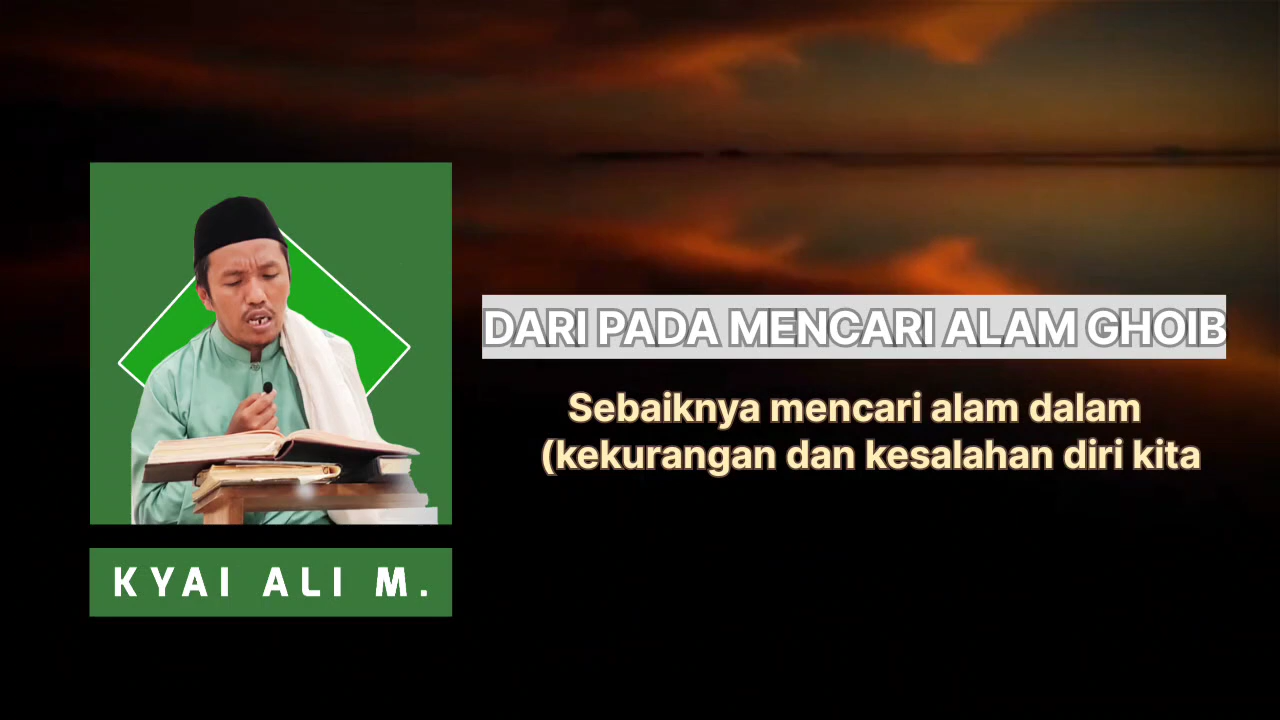 DARI PADA MENCARI ALAM GHOIB
Sebaiknya mencari alam dalam
(kekurangan dan kesalahan diri kita
KYAI ALI M.